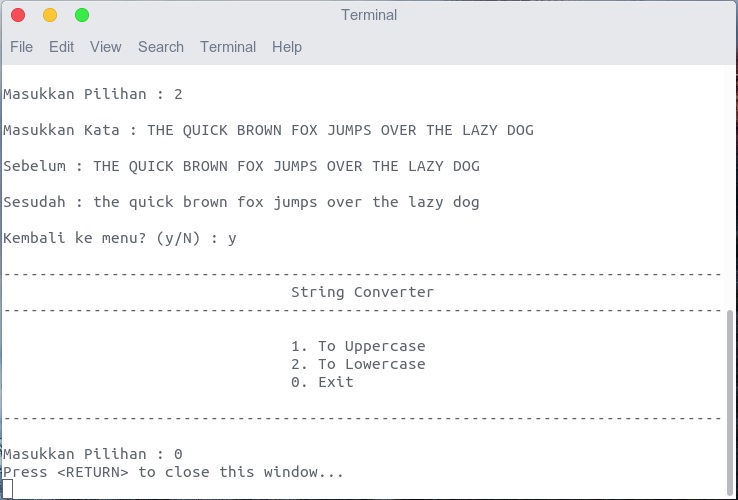 Terminal
File Edit View Search Terminal Help
Masukkan Pilihan : 2
Masukkan Kata : THE QUICK BROWN FOX JUMPS OVER THE LAZY DOG
Sebelum : THE QUICK BROWN FOX JUMPS OVER THE LAZY DOG
Sesudah : the quick brown fox jumps over the lazy dog
Kembali ke menu? (y/N) : y
--------------------------------------------------------------------------------
String Converter
--------------------------------------------------------------------------------
1. To Uppercase
2. To Lowercase
0. Exit
--------------------------------------------------------------------------------
Masukkan Pilihan : 0
Press <RETURN> to close this window...